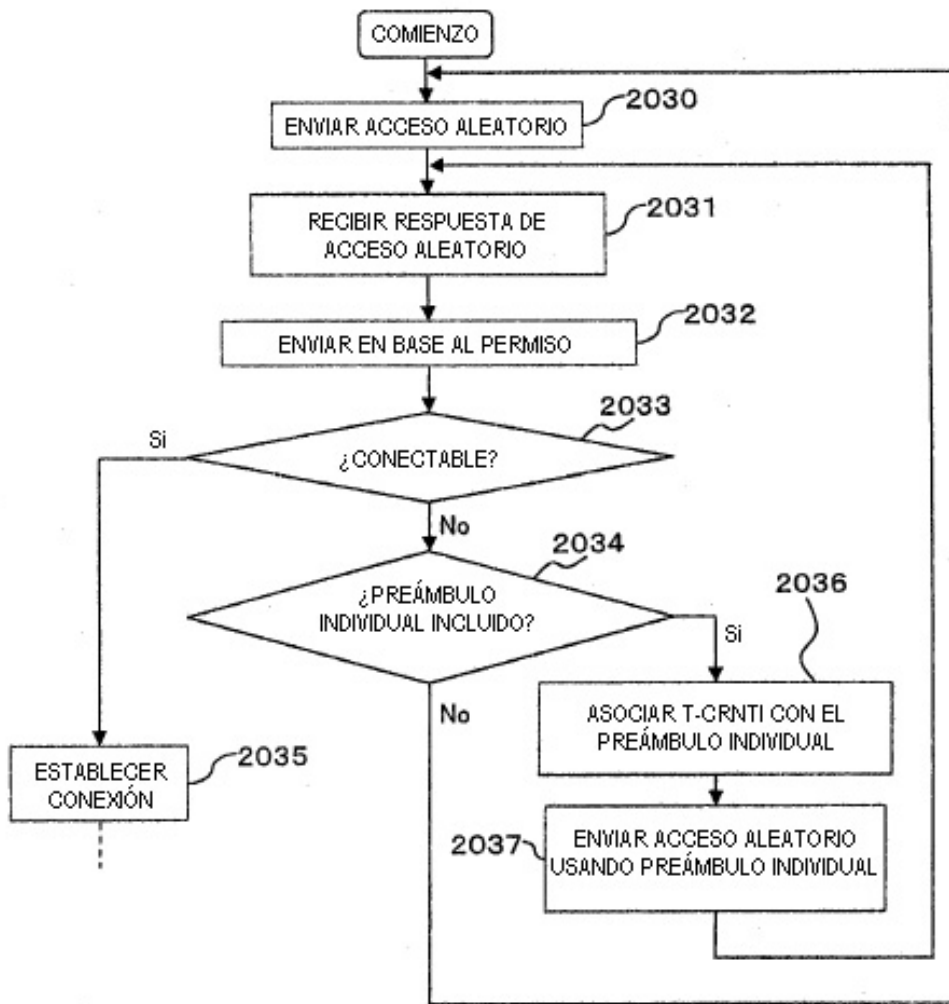 COMIENZO
2030
ENVIAR ACCESO ALEATORIO
2031
RECIBIR RESPUESTA DE
ACCESO ALEATORIO
2032
ENVIAR EN BASE AL PERMISO
2033
Si
¿CONECTABLE?
No
2034
¿PREÁMBULO
INDIVIDUAL INCLUIDO?
2036
Si
No
ASOCIAR T-CRNTI CON EL
PREÁMBULO INDIVIDUAL
2035
ESTABLECER
CONEXIÓN
2037
ENVIAR ACCESO ALEATORIO
USANDO PREÁMBULO INDIVIDUAL